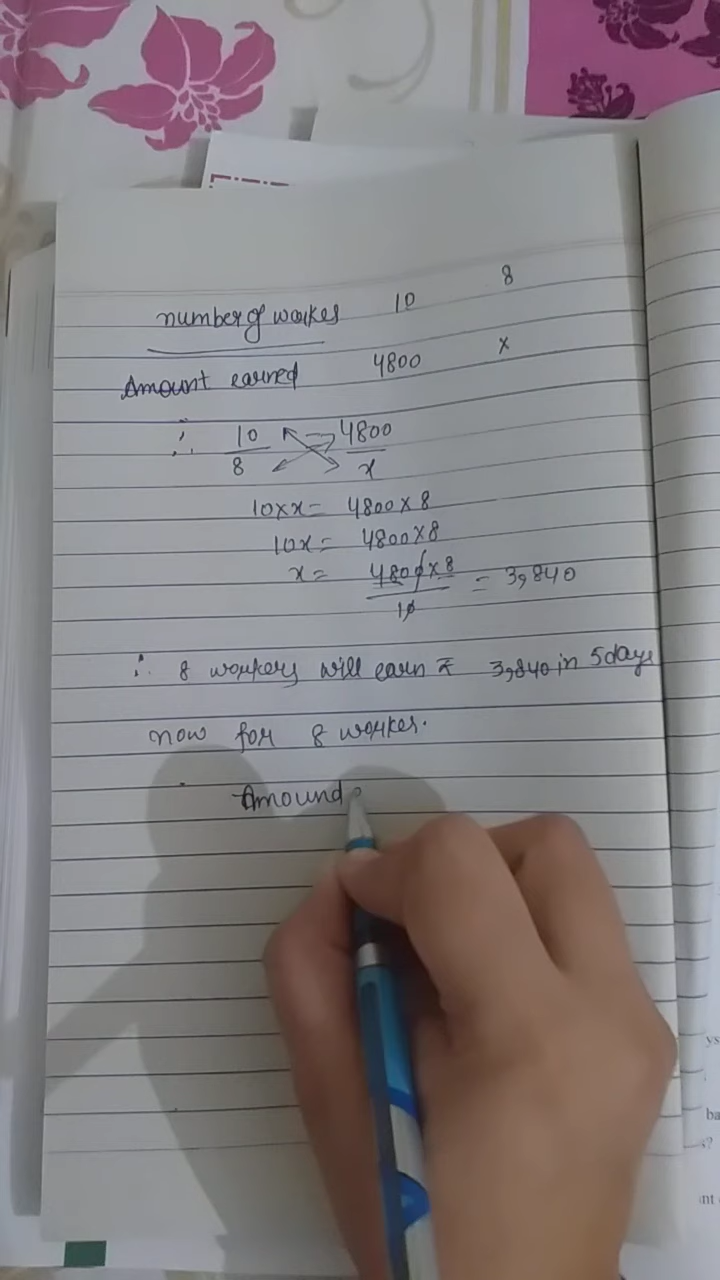 8
number of workes 10
x
Amount earned 4800
∴ 10/8 = 4800/x
10×x = 4800×8
10x = 4800×8
x = 4800×8/10 = 3,840
∴ 8 workers will earn ₹ 3,840 in 5 days
now for 8 worker.
Amound